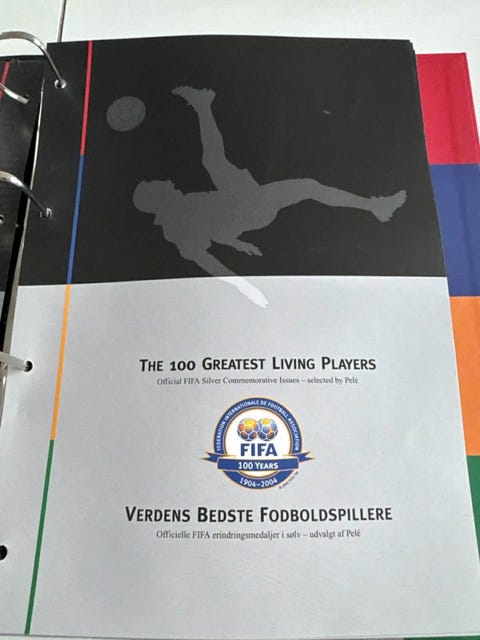 The 100 Greatest Living Players
Official FIFA Silver Commemorative Issues – selected by Pelé
FEDERATION INTERNATIONALE DE FOOTBALL ASSOCIATION
FIFA
100 YEARS
1904–2004
Verdens Bedste Fodboldspillere
Officielle FIFA erindringsmedaljer i sølv – udvalgt af Pelé